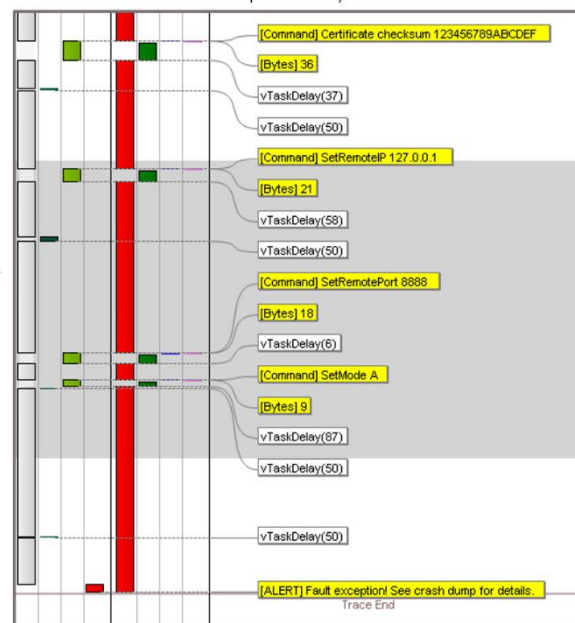 [Command] Certificate checksum 123456789ABCDEF
[Bytes] 36
vTaskDelay(37)
vTaskDelay(50)
[Command] SetRemoteIP 127.0.0.1
[Bytes] 21
vTaskDelay(58)
vTaskDelay(50)
[Command] SetRemotePort 8888
[Bytes] 18
vTaskDelay(6)
[Command] SetMode A
[Bytes] 9
vTaskDelay(87)
vTaskDelay(50)
vTaskDelay(50)
[ALERT] Fault exception! See crash dump for details.
Trace End